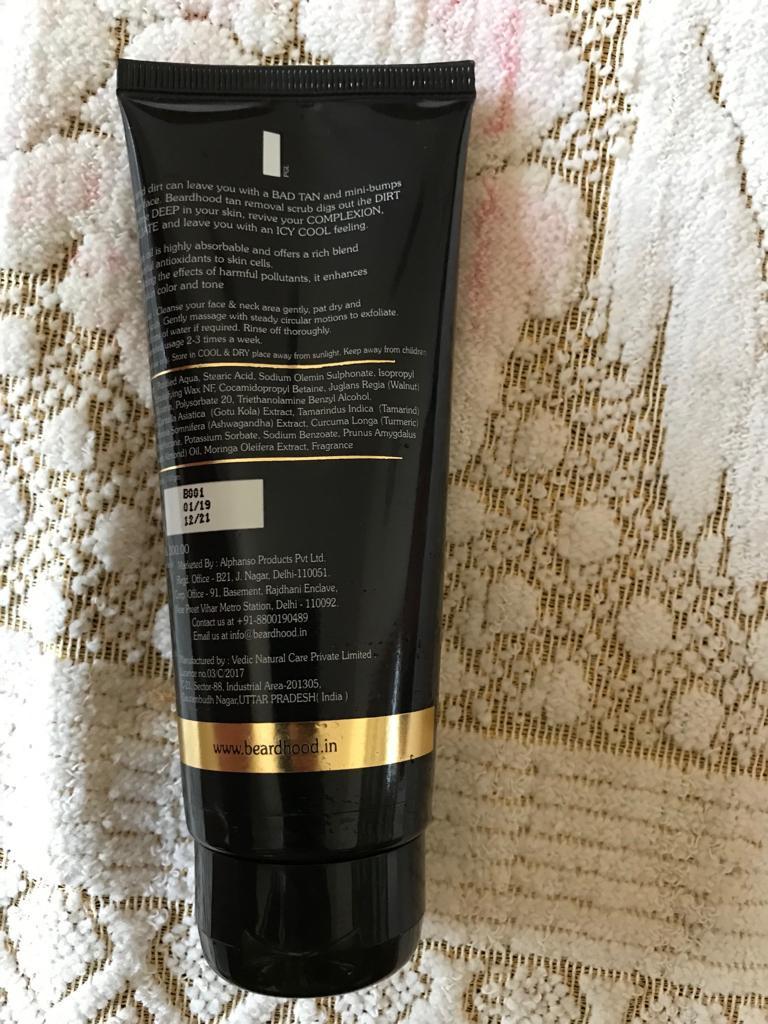 PGL
dirt can leave you with a BAD TAN and mini-bumps
face. Beardhood tan removal scrub digs out the DIRT
DEEP in your skin, revive your COMPLEXION,
and leave you with an ICY COOL feeling.
is highly absorbable and offers a rich blend
antioxidants to skin cells.
the effects of harmful pollutants, it enhances
color and tone
Cleanse your face & neck area gently, pat dry and
Gently massage with steady circular motions to exfoliate.
water if required. Rinse off thoroughly.
usage 2-3 times a week.
Store in COOL & DRY place away from sunlight. Keep away from children
Aqua, Stearic Acid, Sodium Olemin Sulphonate, Isopropyl
Wax NF, Cocamidopropyl Betaine, Juglans Regia (Walnut)
Polysorbate 20, Triethanolamine Benzyl Alcohol,
Asiatica (Gotu Kola) Extract, Tamarindus Indica (Tamarind)
Somnifera (Ashwagandha) Extract, Curcuma Longa (Turmeric)
Potassium Sorbate, Sodium Benzoate, Prunus Amygdalus
Oil, Moringa Oleifera Extract, Fragrance
B001
01/19
12/21
Marketed By : Alphanso Products Pvt Ltd.
Office - B21, J. Nagar, Delhi-110051.
Office - 91, Basement, Rajdhani Enclave,
Preet Vihar Metro Station, Delhi - 110092.
Contact us at +91-8800190489
Email us at info@beardhood.in
Manufactured by : Vedic Natural Care Private Limited .
no.03 C/2017
Sector-88, Industrial Area-201305,
Nagar,UTTAR PRADESH( India )
www.beardhood.in